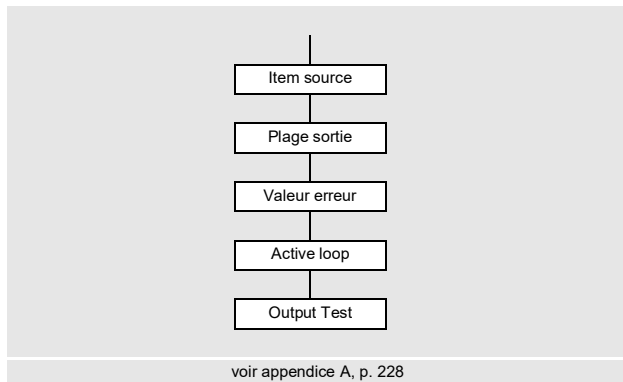 Item source
Plage sortie
Valeur erreur
Active loop
Output Test
voir appendice A, p. 228